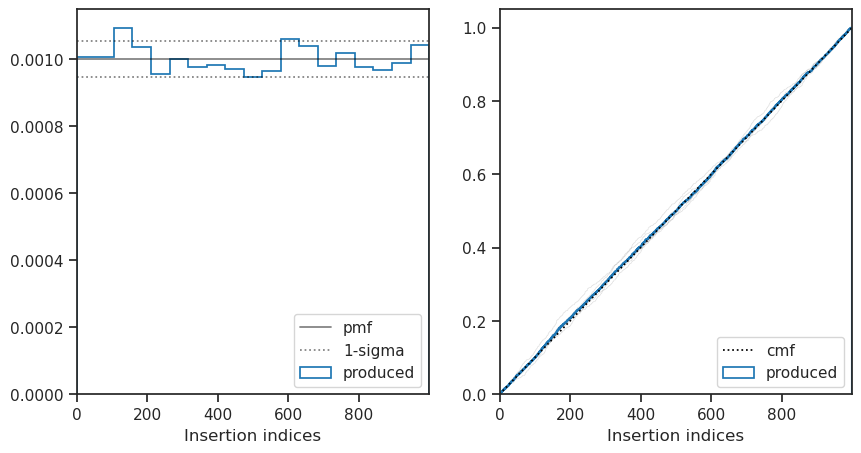 0.0010
0.0008
0.0006
0.0004
0.0002
0.0000
0 200 400 600 800
Insertion indices
pmf
1-sigma
produced
1.0
0.8
0.6
0.4
0.2
0.0
0 200 400 600 800
Insertion indices
cmf
produced